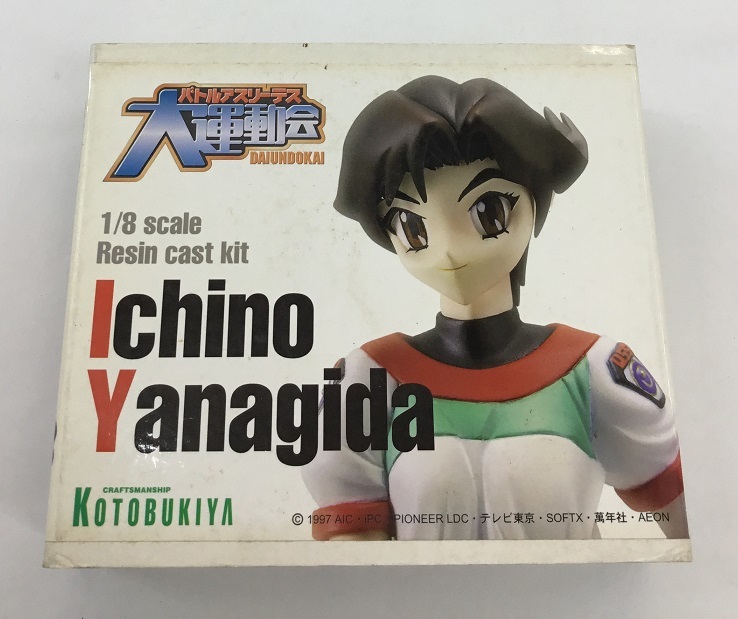 バトルアスリーテス
大運動会
DAIUNDOKAI
1/8 scale
Resin cast kit
Ichino
Yanagida
CRAFTSMANSHIP
KOTOBUKIYA
© 1997 AIC・iPC・PIONEER LDC・テレビ東京・SOFTX・萬年社・AEON